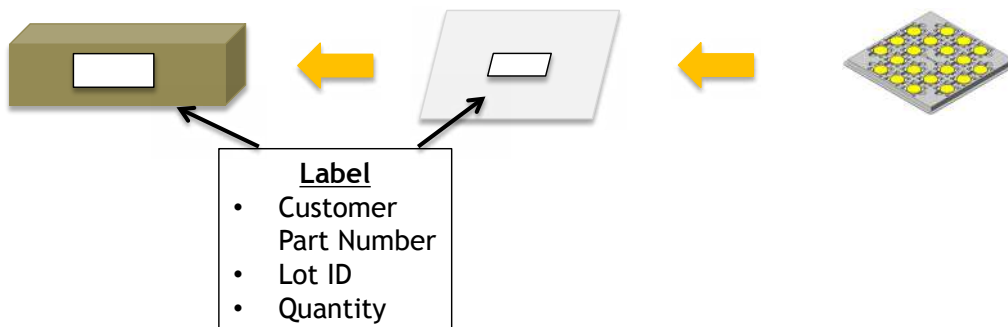 Label
• Customer
Part Number
• Lot ID
• Quantity